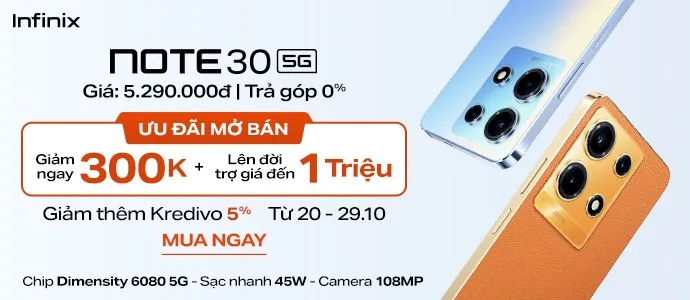 Infinix
NOTE 30 5G
Giá: 5.290.000đ | Trả góp 0%
ƯU ĐÃI MỞ BÁN
Giảm ngay 300K + Lên đời trợ giá đến 1 Triệu
Giảm thêm Kredivo 5% Từ 20 - 29.10
MUA NGAY
Chip Dimensity 6080 5G - Sạc nhanh 45W - Camera 108MP